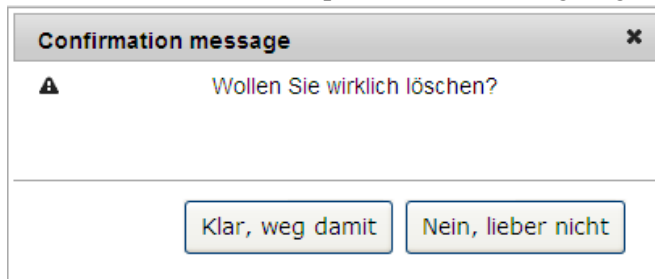 Confirmation message
Wollen Sie wirklich löschen?
Klar, weg damit
Nein, lieber nicht